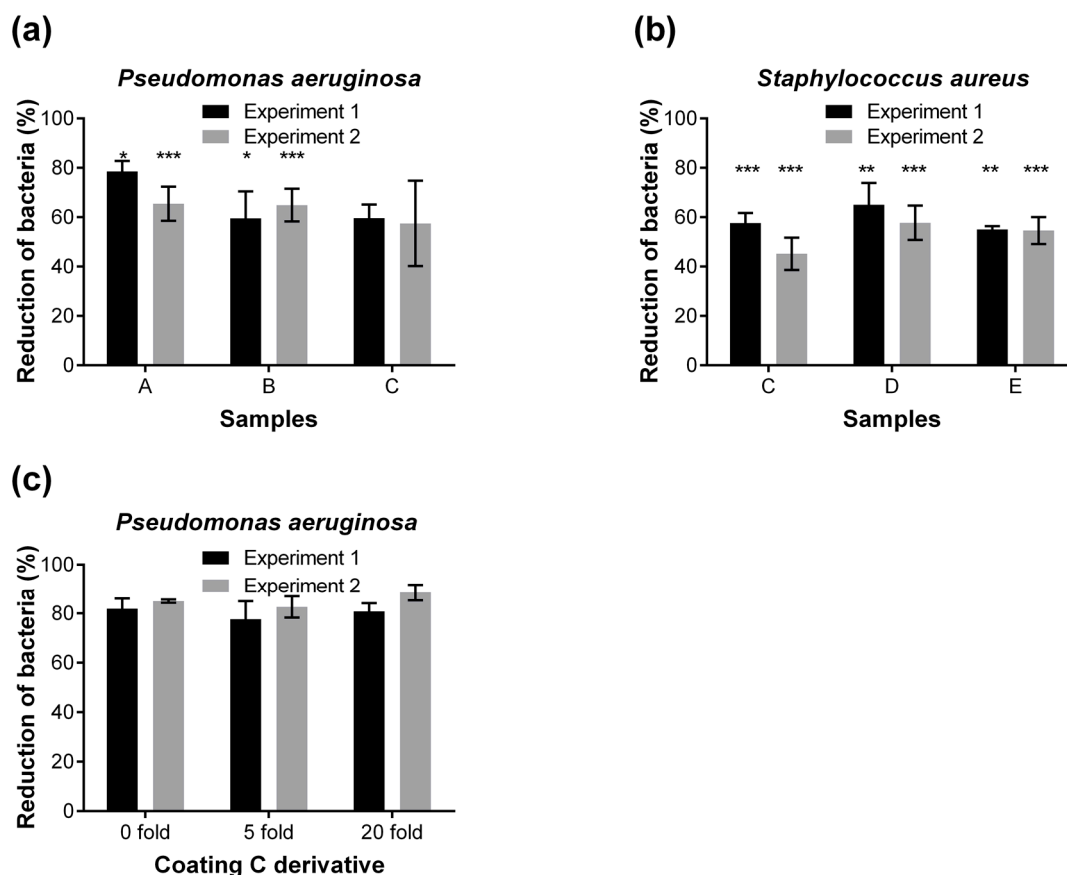 (a)
Pseudomonas aeruginosa
Experiment 1
Experiment 2
Reduction of bacteria (%)
100
80
60
40
20
0
* *** * ***
A B C
Samples
(b)
Staphylococcus aureus
Experiment 1
Experiment 2
Reduction of bacteria (%)
100
80
60
40
20
0
*** *** ** *** ** ***
C D E
Samples
(c)
Pseudomonas aeruginosa
Experiment 1
Experiment 2
Reduction of bacteria (%)
100
80
60
40
20
0
0 fold 5 fold 20 fold
Coating C derivative